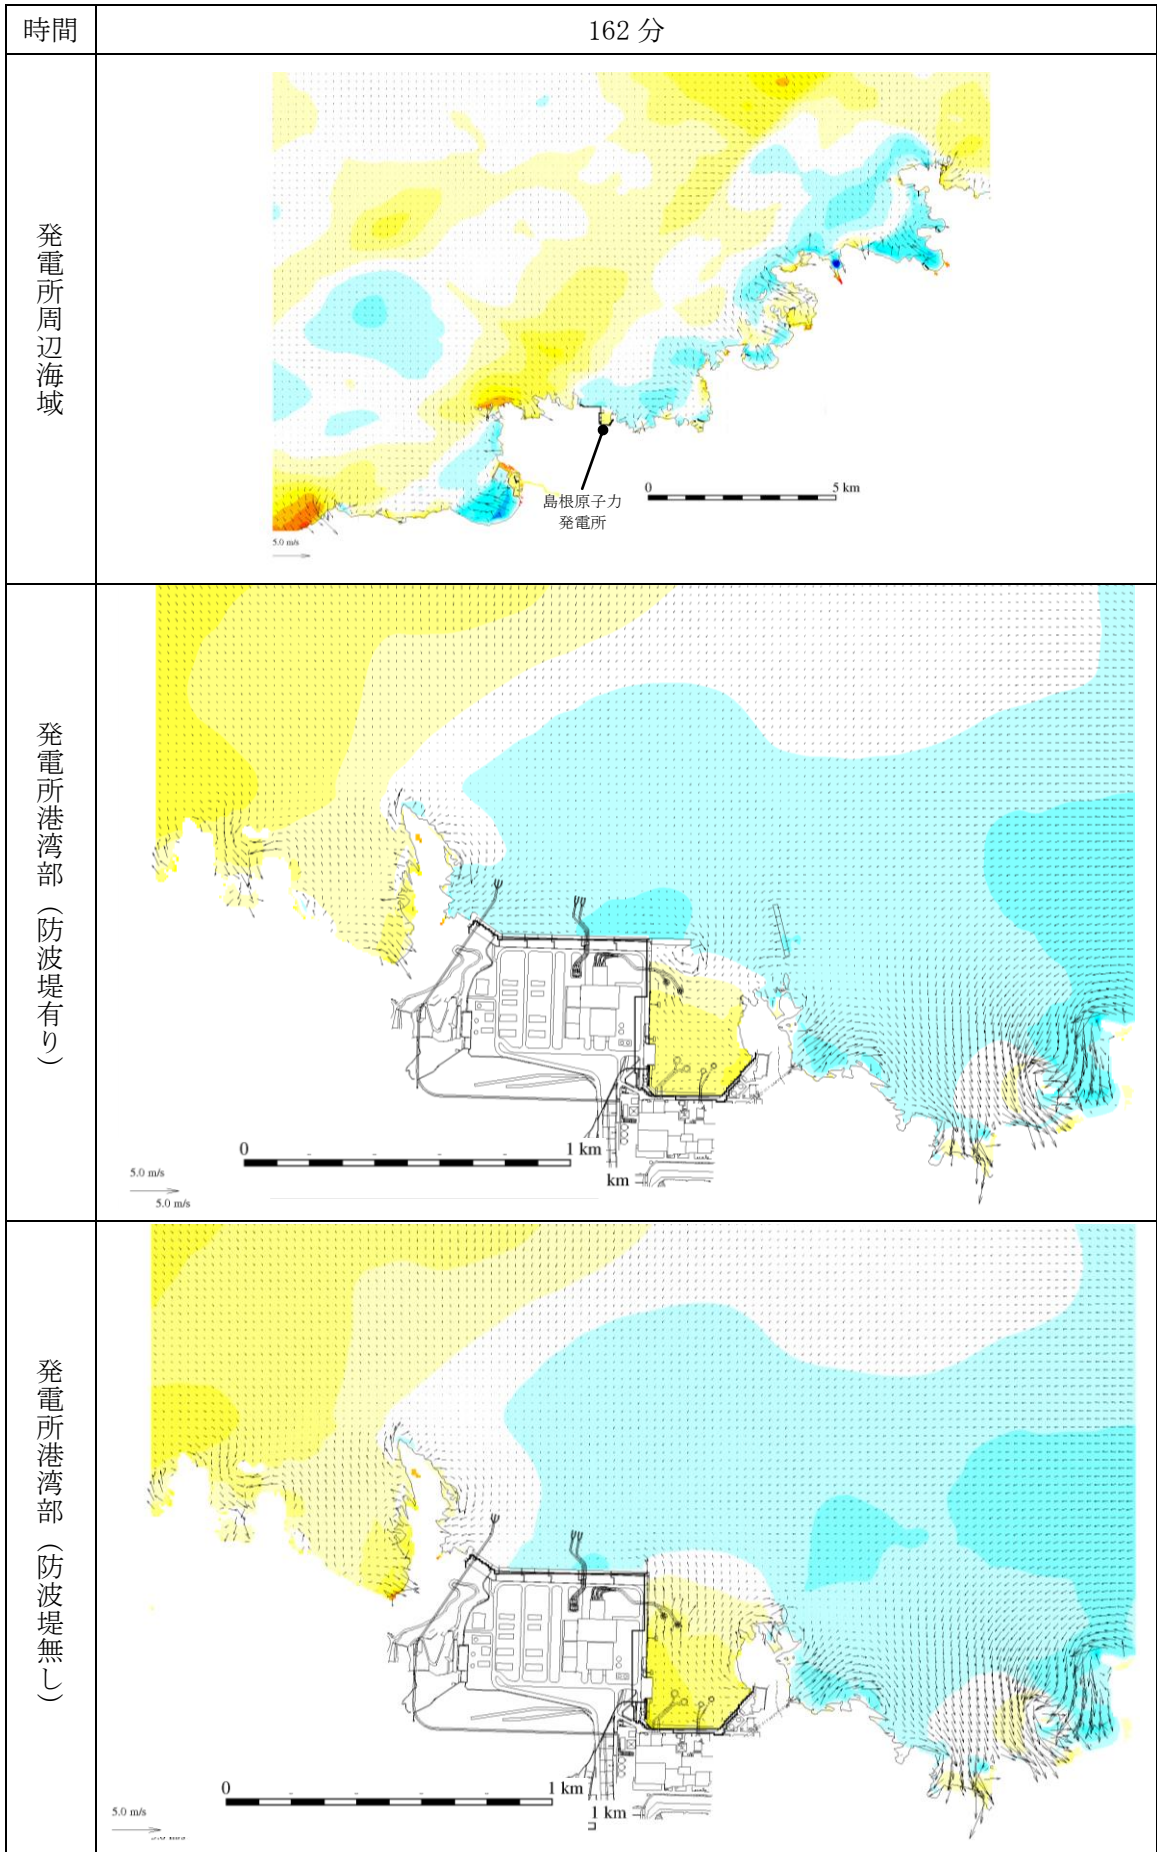 時間
162 分
発電所周辺海域
島根原子力
発電所
0
5 km
5.0 m/s
発電所港湾部（防波堤有り）
0
1 km
km
5.0 m/s
5.0 m/s
発電所港湾部（防波堤無し）
0
1 km
1 km
5.0 m/s